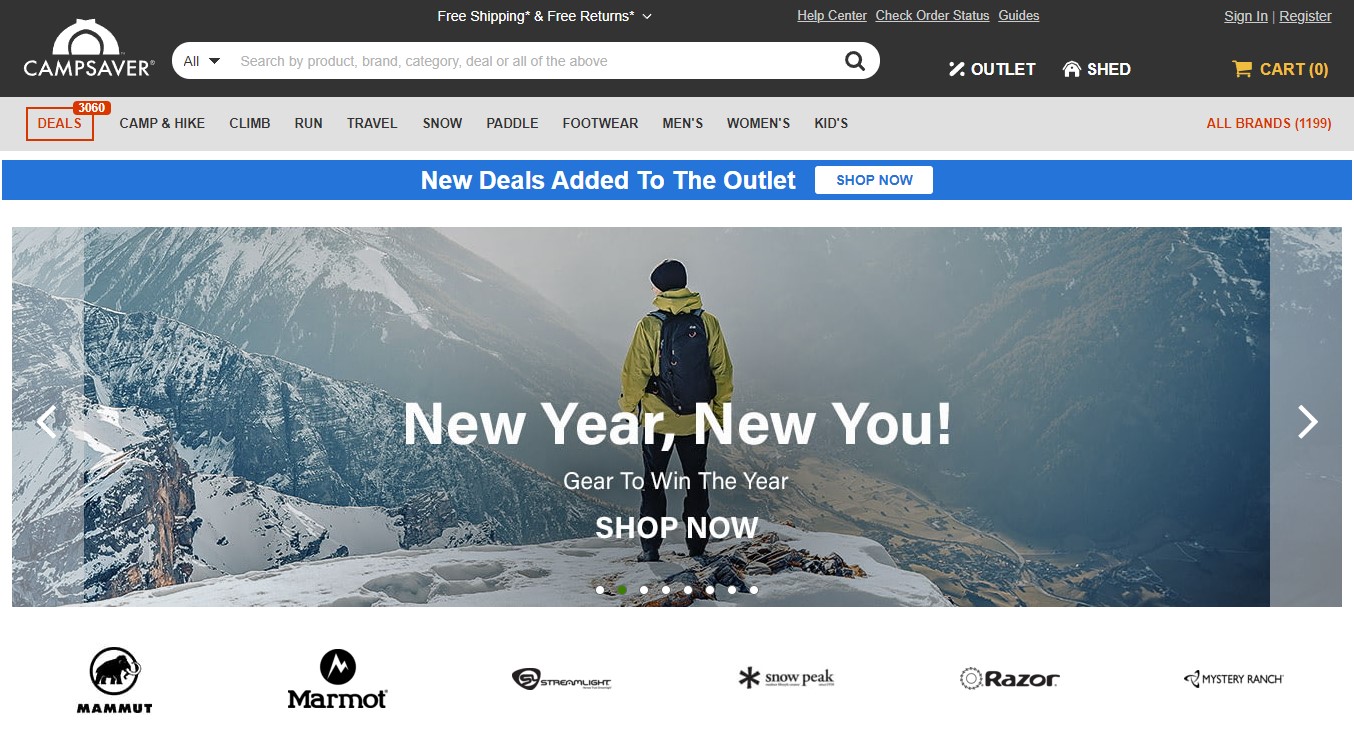 Free Shipping* & Free Returns*
Help Center Check Order Status Guides
Sign In | Register
CAMPSAVER®
All
Search by product, brand, category, deal or all of the above
OUTLET
SHED
CART (0)
3060
DEALS CAMP & HIKE CLIMB RUN TRAVEL SNOW PADDLE FOOTWEAR MEN'S WOMEN'S KID'S
ALL BRANDS (1199)
New Deals Added To The Outlet SHOP NOW
New Year, New You!
Gear To Win The Year
SHOP NOW
MAMMUT
Marmot
STREAMLIGHT
snow peak
Razor
MYSTERY RANCH